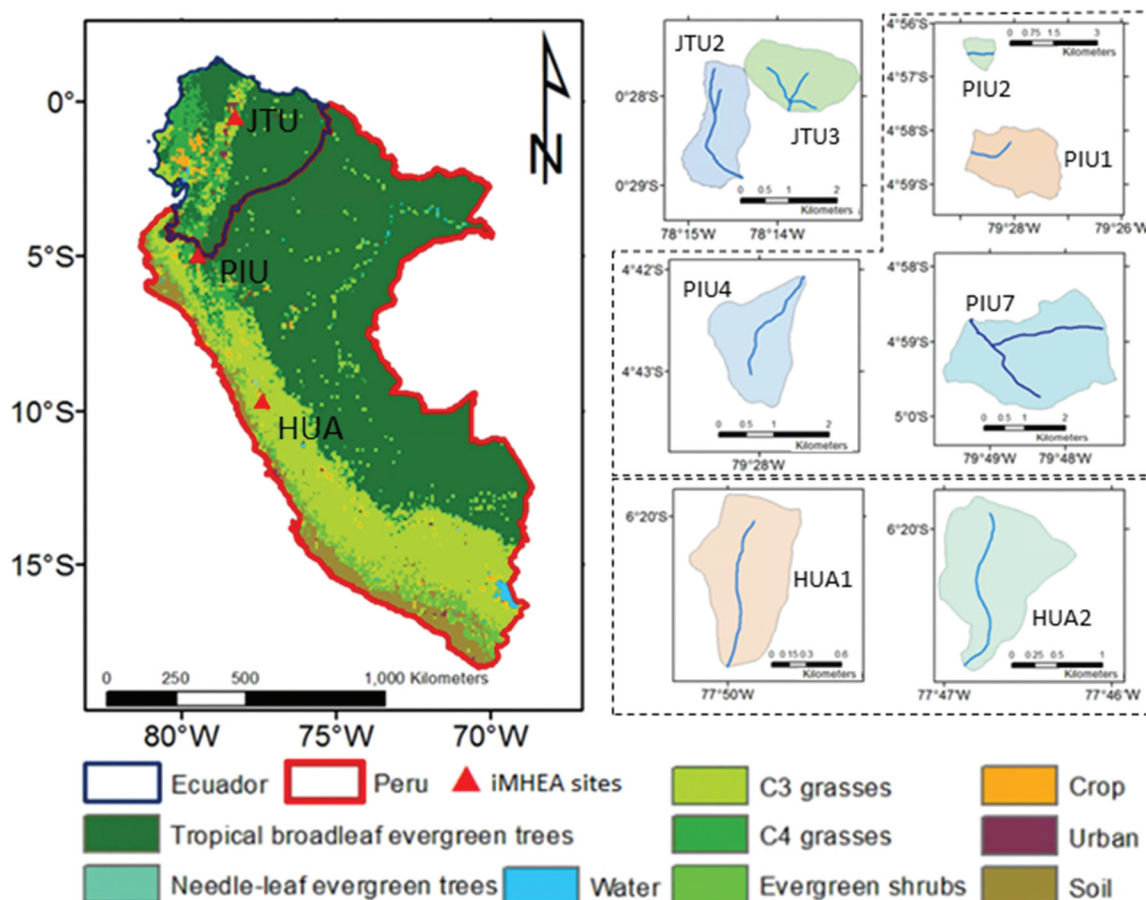 0°
5°S
10°S
15°S
80°W
75°W
70°W
N
JTU
PIU
HUA
0 250 500 1,000 Kilometers
JTU2
JTU3
0°28'S
0°29'S
0 0.5 1 2
Kilometers
78°15'W 78°14'W
4°56'S
4°57'S
4°58'S
4°59'S
0 0.75 1.5 3
Kilometers
PIU2
PIU1
79°28'W 79°26'W
PIU4
4°42'S
4°43'S
0 0.5 1 2
Kilometers
79°28'W
PIU7
4°58'S
4°59'S
5°0'S
0 0.5 1 2
Kilometers
79°49'W 79°48'W
6°20'S
HUA1
0 0.15 0.3 0.6
Kilometers
77°50'W
6°20'S
HUA2
0 0.25 0.5 1
Kilometers
77°47'W 77°46'W
Ecuador Peru iMHEA sites C3 grasses Crop
Tropical broadleaf evergreen trees C4 grasses Urban
Needle-leaf evergreen trees Water Evergreen shrubs Soil